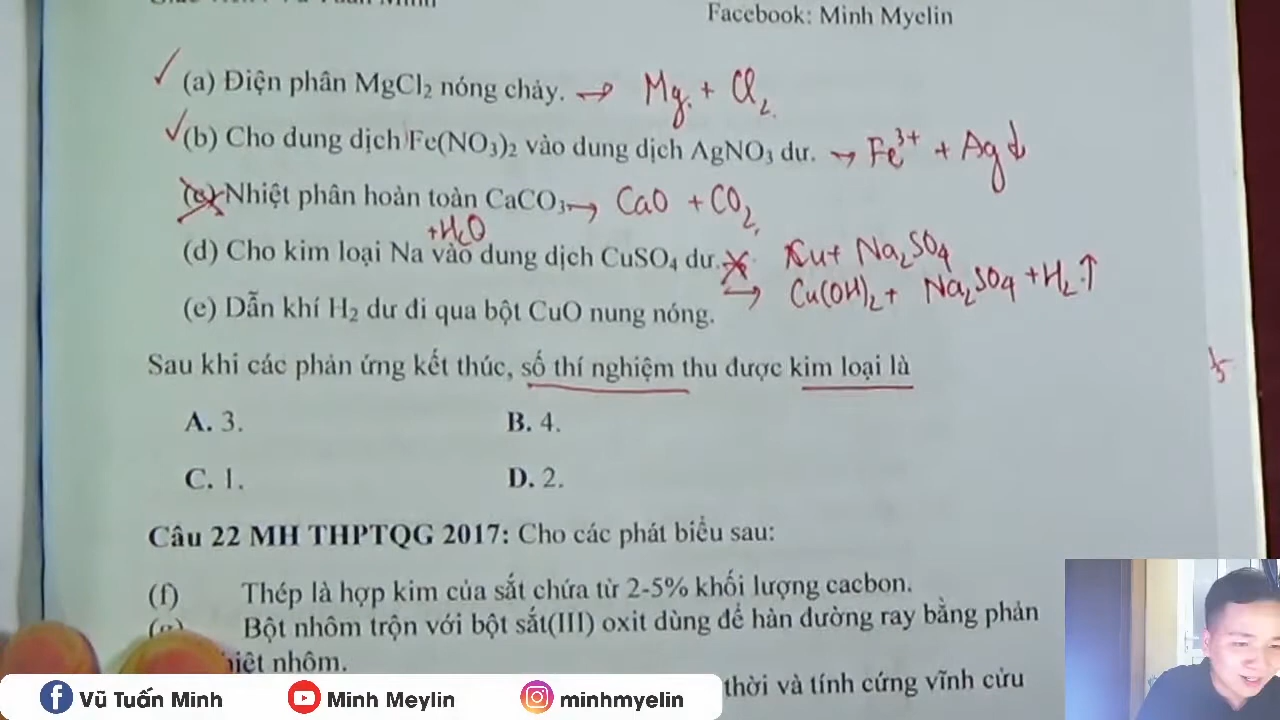 Facebook: Minh Myelin
(a) Điện phân MgCl₂ nóng chảy. → Mg + Cl₂
(b) Cho dung dịch Fe(NO₃)₂ vào dung dịch AgNO₃ dư. → Fe³⁺ + Ag↓
(c) Nhiệt phân hoàn toàn CaCO₃ → CaO + CO₂
+H₂O
(d) Cho kim loại Na vào dung dịch CuSO₄ dư. Cu + Na₂SO₄
→ Cu(OH)₂ + Na₂SO₄ + H₂↑
(e) Dẫn khí H₂ dư đi qua bột CuO nung nóng.
Sau khi các phản ứng kết thúc, số thí nghiệm thu được kim loại là
A. 3. B. 4.
C. 1. D. 2.
Câu 22 MH THPTQG 2017: Cho các phát biểu sau:
(f) Thép là hợp kim của sắt chứa từ 2-5% khối lượng cacbon.
(g) Bột nhôm trộn với bột sắt(III) oxit dùng để hàn đường ray bằng phản
nhôm.
thời và tính cứng vĩnh cửu
Vũ Tuấn Minh Minh Meylin minhmyelin